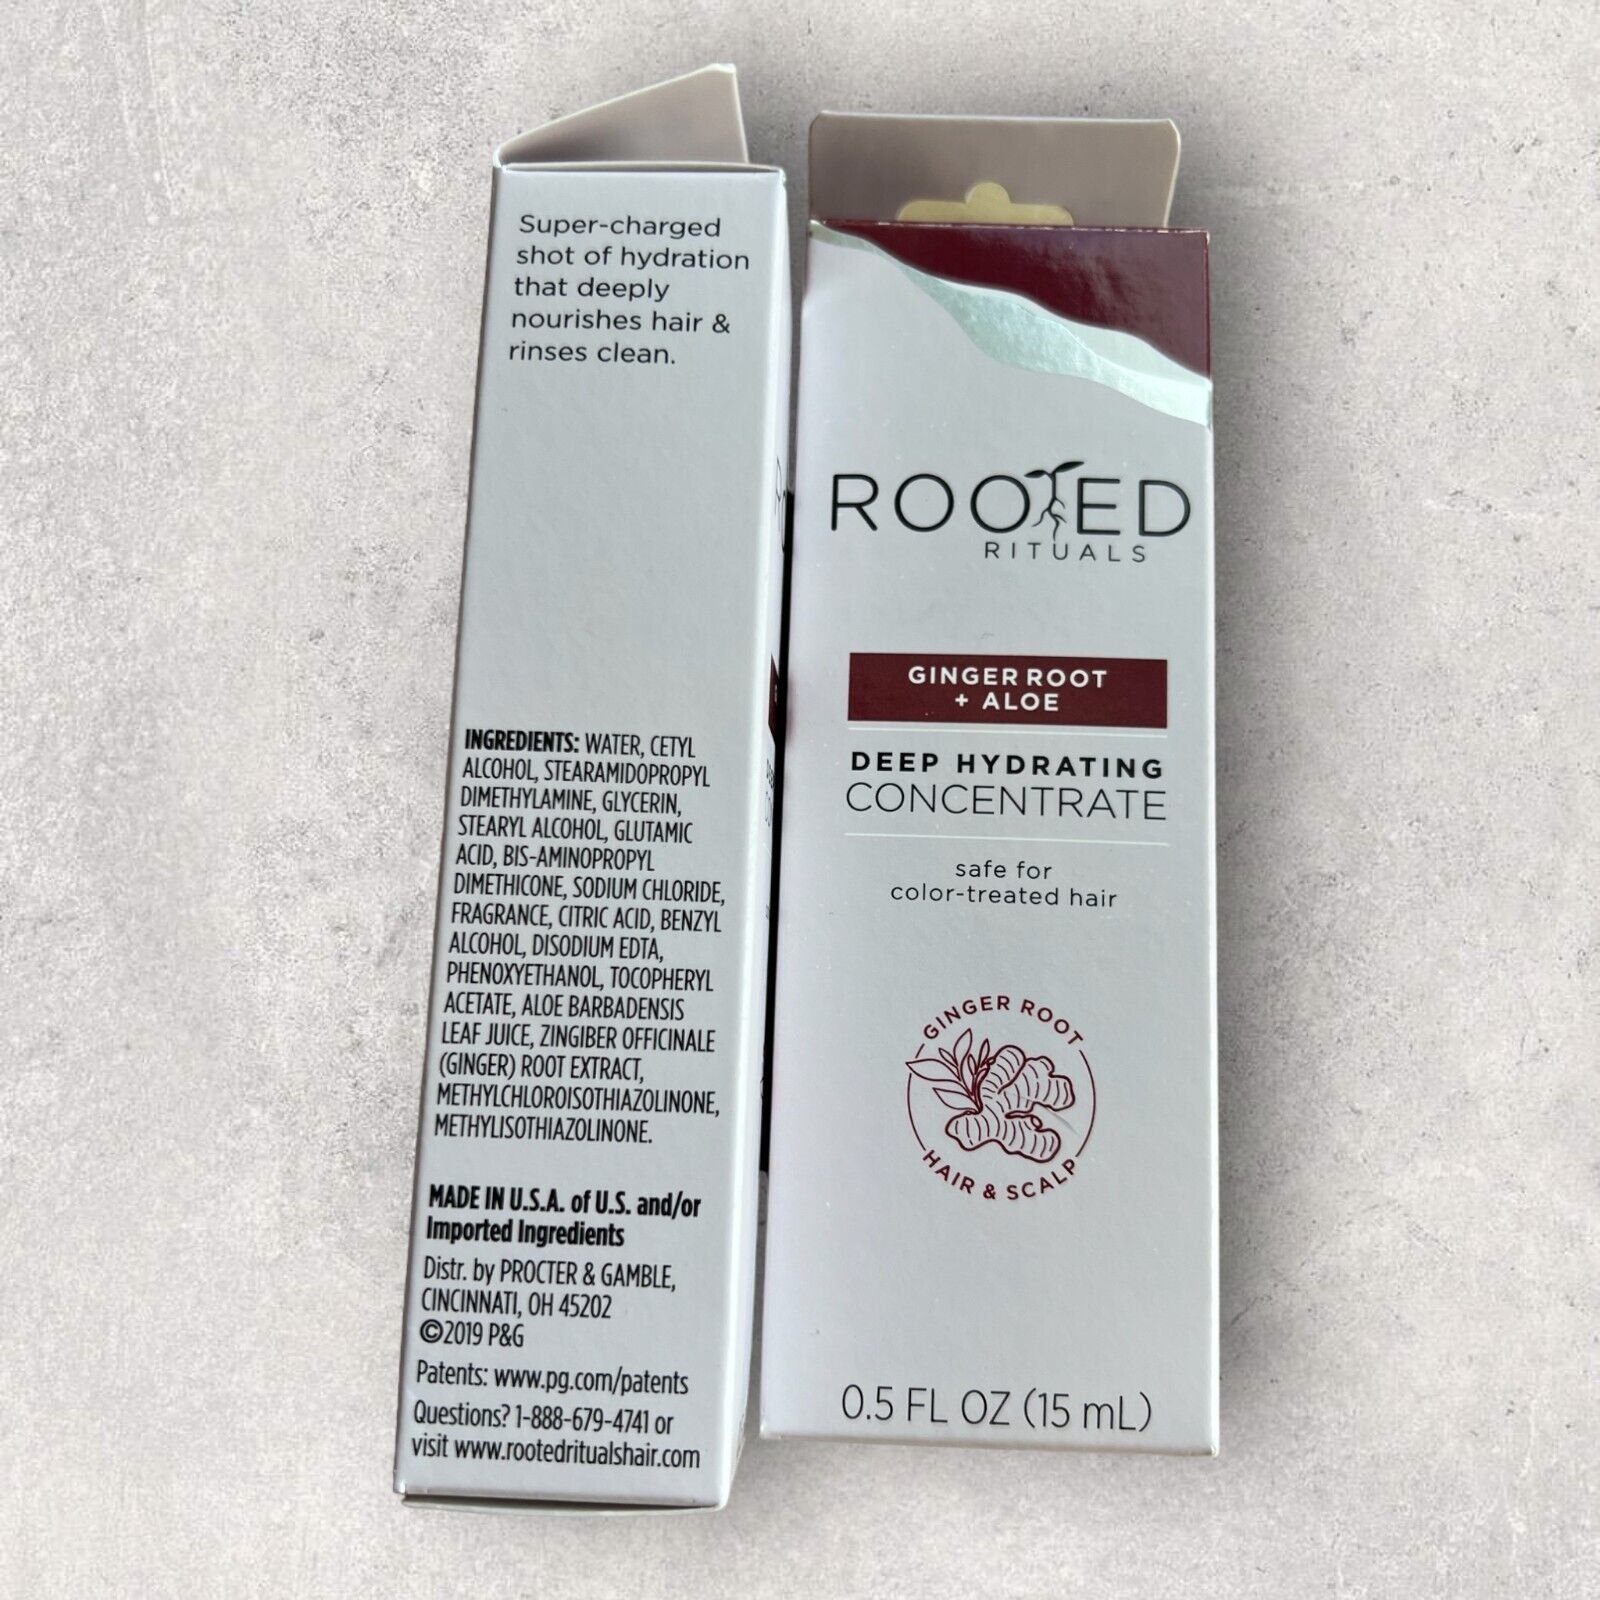 Super-charged
shot of hydration
that deeply
nourishes hair &
rinses clean.
INGREDIENTS: WATER, CETYL
ALCOHOL, STEARAMIDOPROPYL
DIMETHYLAMINE, GLYCERIN,
STEARYL ALCOHOL, GLUTAMIC
ACID, BIS-AMINOPROPYL
DIMETHICONE, SODIUM CHLORIDE,
FRAGRANCE, CITRIC ACID, BENZYL
ALCOHOL, DISODIUM EDTA,
PHENOXYETHANOL, TOCOPHERYL
ACETATE, ALOE BARBADENSIS
LEAF JUICE, ZINGIBER OFFICINALE
(GINGER) ROOT EXTRACT,
METHYLCHLOROISOTHIAZOLINONE,
METHYLISOTHIAZOLINONE.
MADE IN U.S.A. of U.S. and/or
Imported Ingredients
Distr. by PROCTER & GAMBLE,
CINCINNATI, OH 45202
©2019 P&G
Patents: www.pg.com/patents
Questions? 1-888-679-4741 or
visit www.rootedritualshair.com
ROOTED
RITUALS
GINGER ROOT
+ ALOE
DEEP HYDRATING
CONCENTRATE
safe for
color-treated hair
GINGER ROOT
HAIR & SCALP
0.5 FL OZ (15 mL)